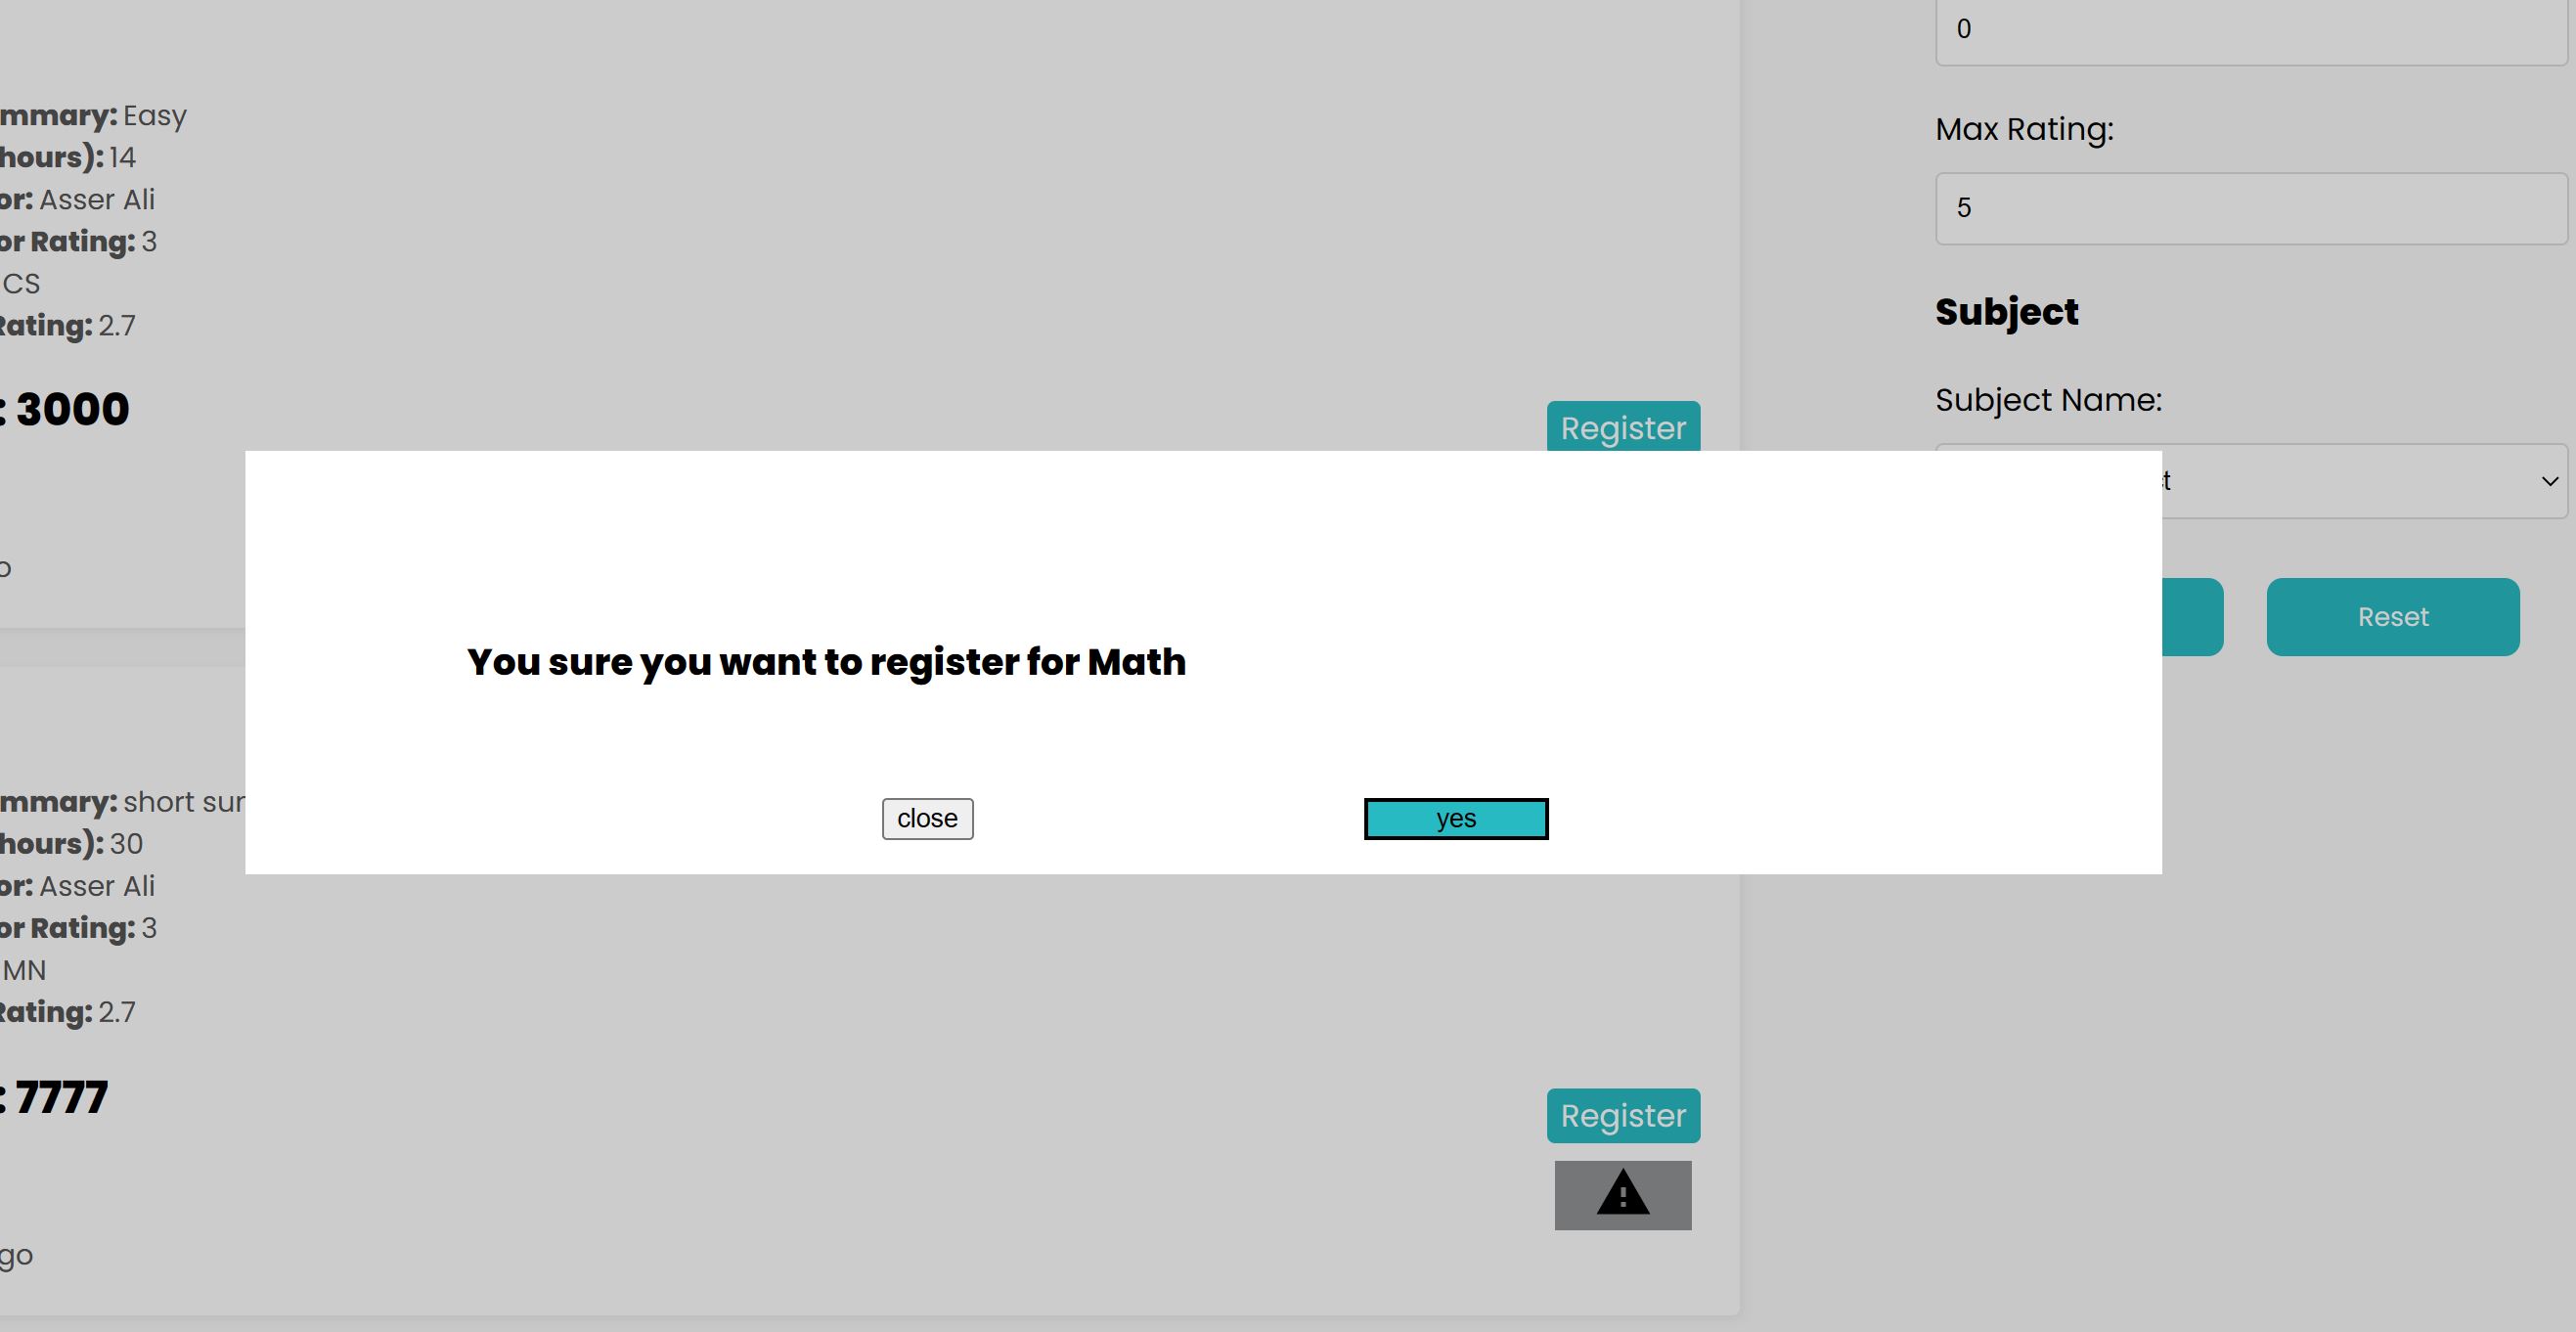 mmary: Easy
hours): 14
or: Asser Ali
or Rating: 3
CS
Rating: 2.7
: 3000
Register
o
You sure you want to register for Math
close
yes
mmary: short sur
hours): 30
or: Asser Ali
or Rating: 3
MN
Rating: 2.7
: 7777
Register
go
0
Max Rating:
5
Subject
Subject Name:
t
Reset